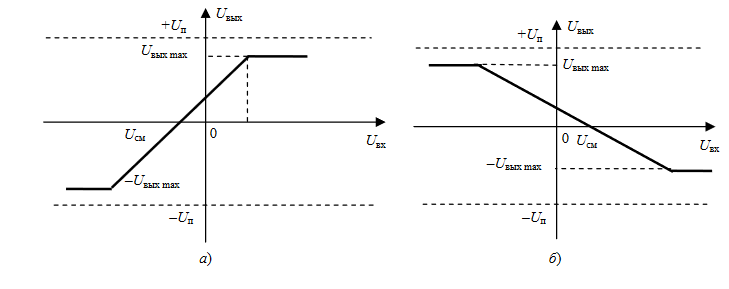 +Uп
Uвых
Uвых max
Uсм
0
Uвх
–Uвых max
–Uп
а)
+Uп
Uвых
Uвых max
0
Uсм
Uвх
–Uвых max
–Uп
б)